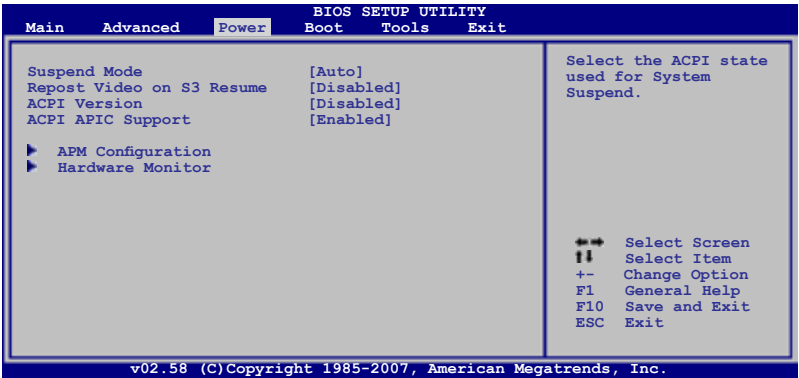 BIOS SETUP UTILITY
Main Advanced Power Boot Tools Exit
Suspend Mode [Auto]
Repost Video on S3 Resume [Disabled]
ACPI Version [Disabled]
ACPI APIC Support [Enabled]
APM Configuration
Hardware Monitor
Select the ACPI state
used for System
Suspend.
Select Screen
Select Item
+- Change Option
F1 General Help
F10 Save and Exit
ESC Exit
v02.58 (C)Copyright 1985-2007, American Megatrends, Inc.